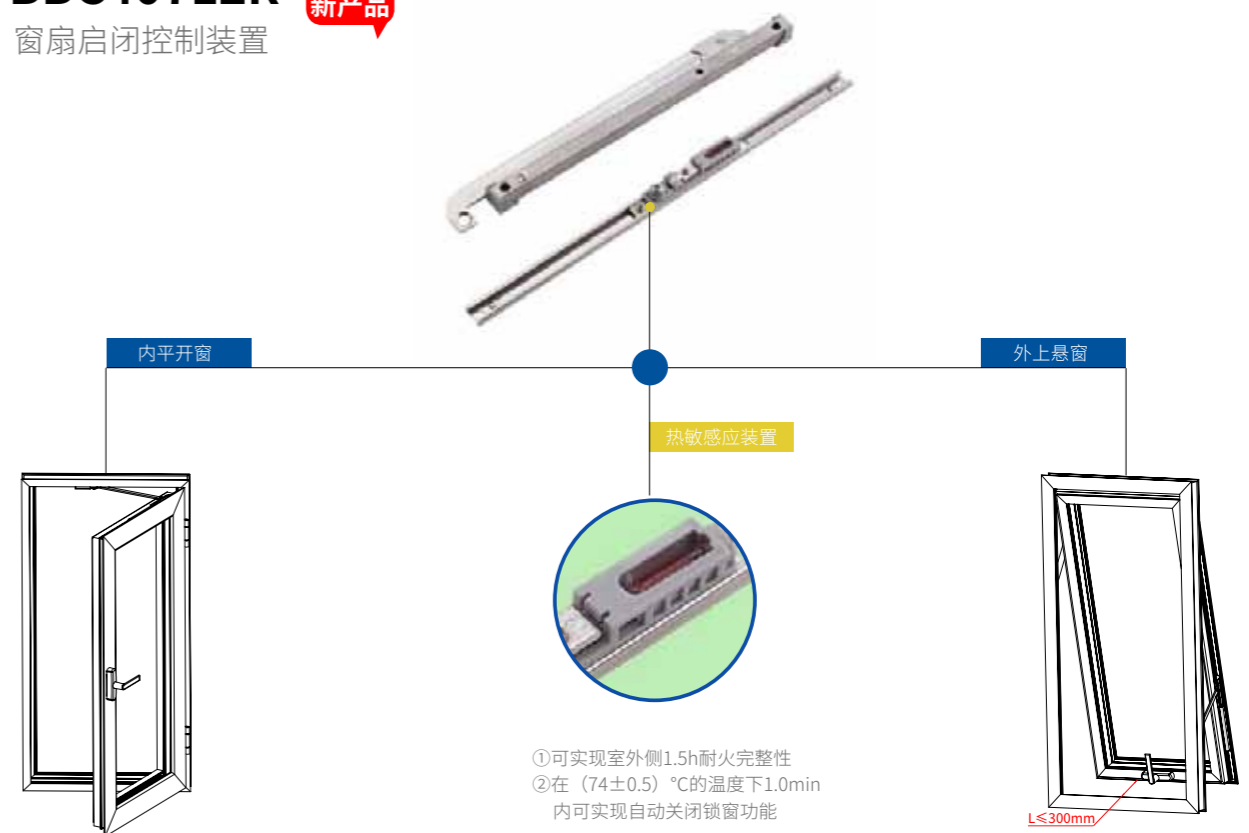 新产品
窗扇启闭控制装置
内平开窗
外上悬窗
热敏感应装置
①可实现室外侧1.5h耐火完整性
②在（74±0.5）°C的温度下1.0min
内可实现自动关闭锁窗功能
L≤300mm